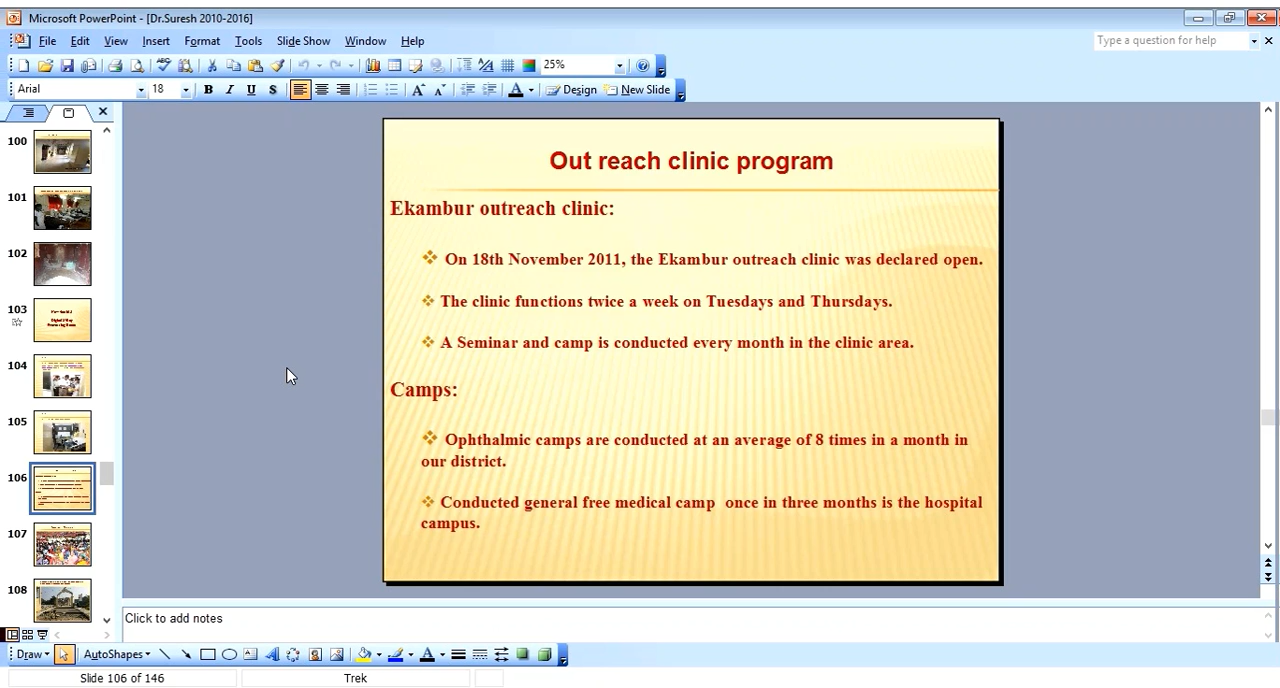 Microsoft PowerPoint - [Dr.Suresh 2010-2016]
File Edit View Insert Format Tools Slide Show Window Help
Type a question for help
25%
Arial 18 B I U S A A A Design New Slide
100
101
102
103
104
105
106
107
108
Out reach clinic program
Ekambur outreach clinic:
On 18th November 2011, the Ekambur outreach clinic was declared open.
The clinic functions twice a week on Tuesdays and Thursdays.
A Seminar and camp is conducted every month in the clinic area.
Camps:
Ophthalmic camps are conducted at an average of 8 times in a month in
our district.
Conducted general free medical camp once in three months is the hospital
campus.
Click to add notes
Draw AutoShapes
Slide 106 of 146 Trek